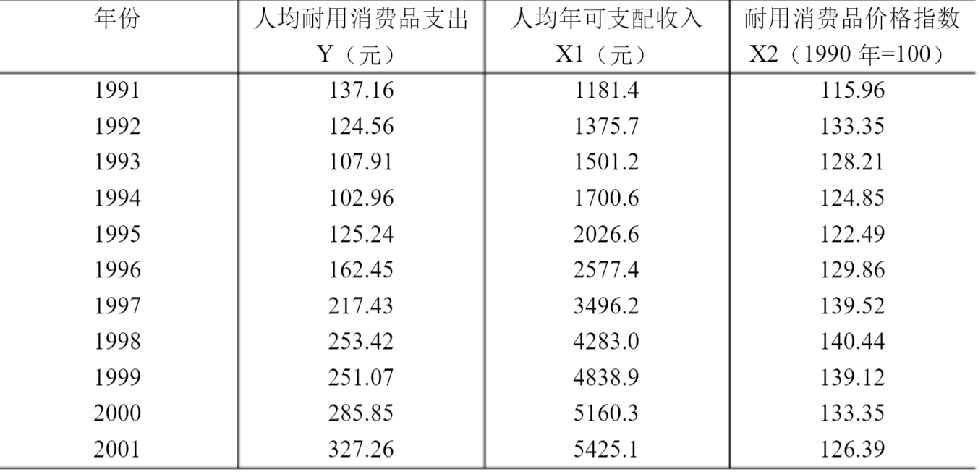 年份 人均耐用消费品支出 人均年可支配收入 耐用消费品价格指数
Y（元） X1（元） X2（1990 年=100）
1991 137.16 1181.4 115.96
1992 124.56 1375.7 133.35
1993 107.91 1501.2 128.21
1994 102.96 1700.6 124.85
1995 125.24 2026.6 122.49
1996 162.45 2577.4 129.86
1997 217.43 3496.2 139.52
1998 253.42 4283.0 140.44
1999 251.07 4838.9 139.12
2000 285.85 5160.3 133.35
2001 327.26 5425.1 126.39